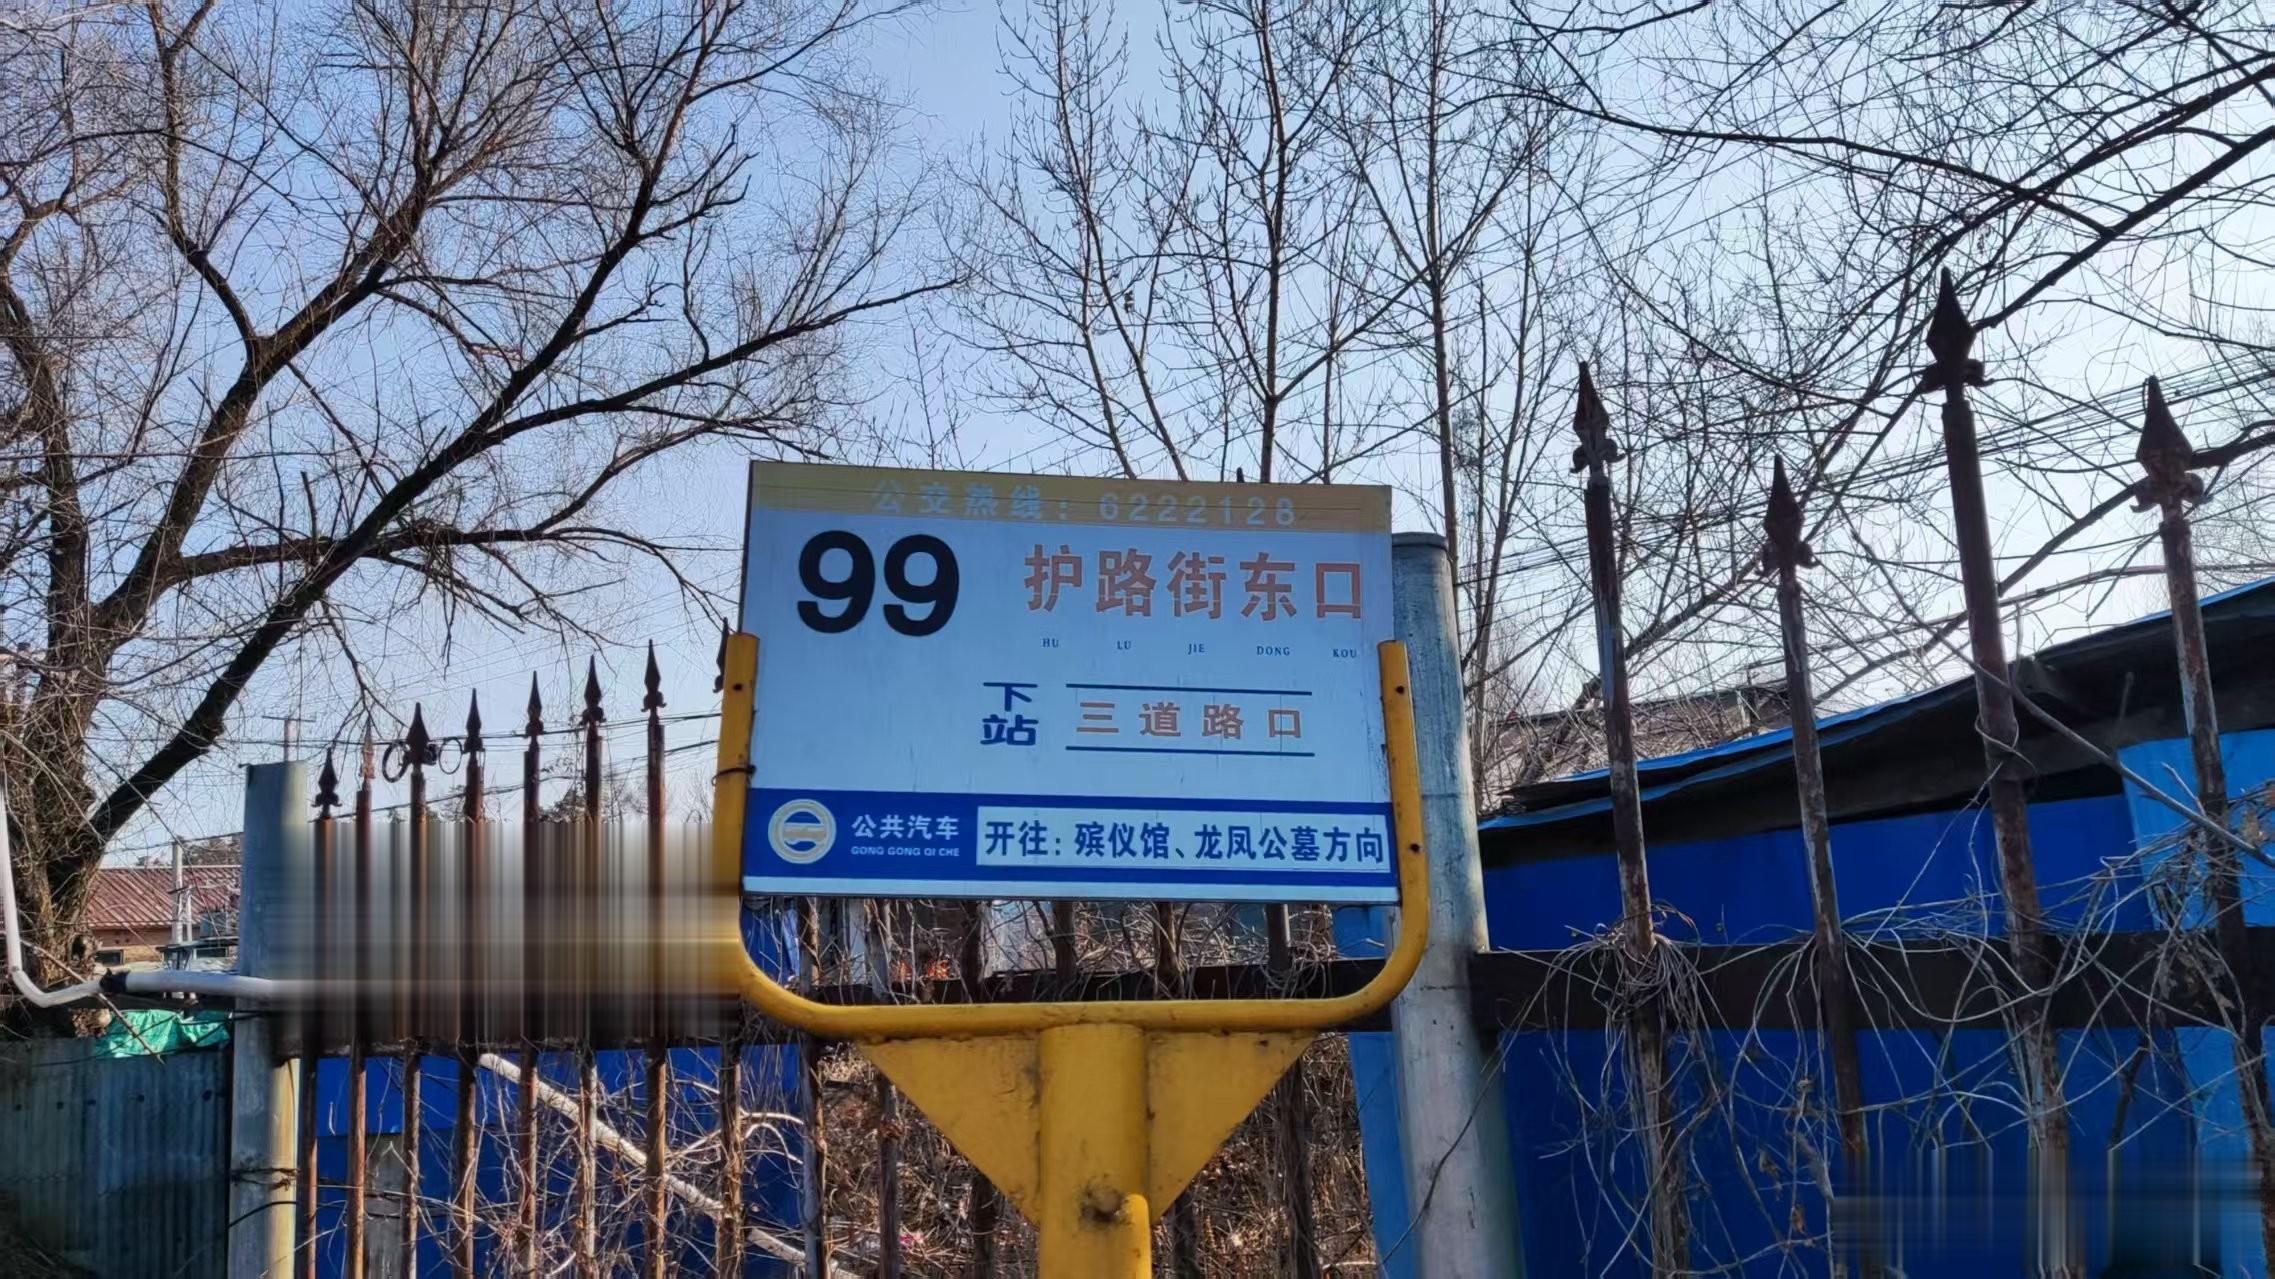 公交热线：6222128
99 护路街东口
HU LU JIE DONG KOU
下站 三道路口
公共汽车 开往：殡仪馆、龙凤公墓方向
GONG GONG QI CHE